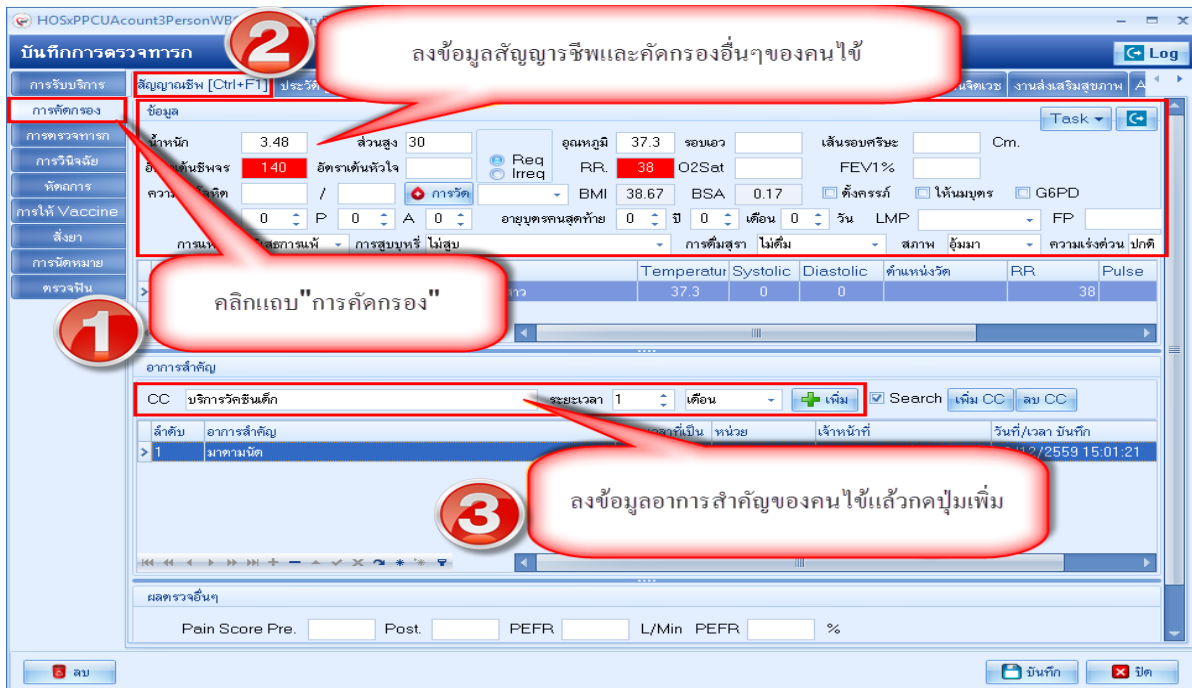 HOSxPPCUAcount3PersonWB
บันทึกการตรวจทารก
Log
2
ลงข้อมูลสัญญารชีพและคัดกรองอื่นๆของคนไข้
การรับบริการ
การคัดกรอง
การตรวจทารก
การวินิจฉัย
หัตถการ
การให้ Vaccine
สั่งยา
การนัดหมาย
ตรวจฟัน
สัญญาณชีพ [Ctrl+F1] งานส่งเสริมสุขภาพ A
ข้อมูล Task
น้ำหนัก 3.48 ส่วนสูง 30 อุณหภูมิ 37.3 รอบเอว เส้นรอบศรีษะ Cm.
140 อัตราเต้นหัวใจ Req Irreq RR. 38 O2Sat FEV1%
/ การวัด BMI 38.67 BSA 0.17 ตั้งครรภ์ ให้นมบุตร G6PD
0 P 0 A 0 อายุบุตรคนสุดท้าย 0 ปี 0 เดือน 0 วัน LMP FP
การสูบบุหรี่ ไม่สูบ การดื่มสุรา ไม่ดื่ม สภาพ อุ้มมา ความเร่งด่วน ปกติ
Temperatur Systolic Diastolic ตำแหน่งวัด RR Pulse
37.3 0 0 38
1
คลิกแถบ"การคัดกรอง"
อาการสำคัญ
CC บริการวัคซีนเด็ก ระยะเวลา 1 เดือน เพิ่ม Search เพิ่ม CC ลบ CC
ลำดับ อาการสำคัญ หน่วย เจ้าหน้าที่ วันที่/เวลา บันทึก
1 มาตามนัด /2559 15:01:21
3
ลงข้อมูลอาการสำคัญของคนไข้แล้วกดปุ่มเพิ่ม
ผลตรวจอื่นๆ
Pain Score Pre. Post. PEFR L/Min PEFR %
ลบ บันทึก ปิด